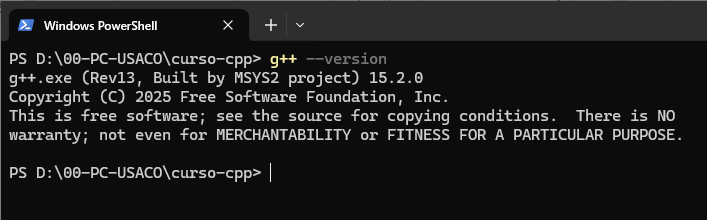 Windows PowerShell
PS D:\00-PC-USACO\curso-cpp> g++ --version
g++.exe (Rev13, Built by MSYS2 project) 15.2.0
Copyright (C) 2025 Free Software Foundation, Inc.
This is free software; see the source for copying conditions.  There is NO
warranty; not even for MERCHANTABILITY or FITNESS FOR A PARTICULAR PURPOSE.
PS D:\00-PC-USACO\curso-cpp>